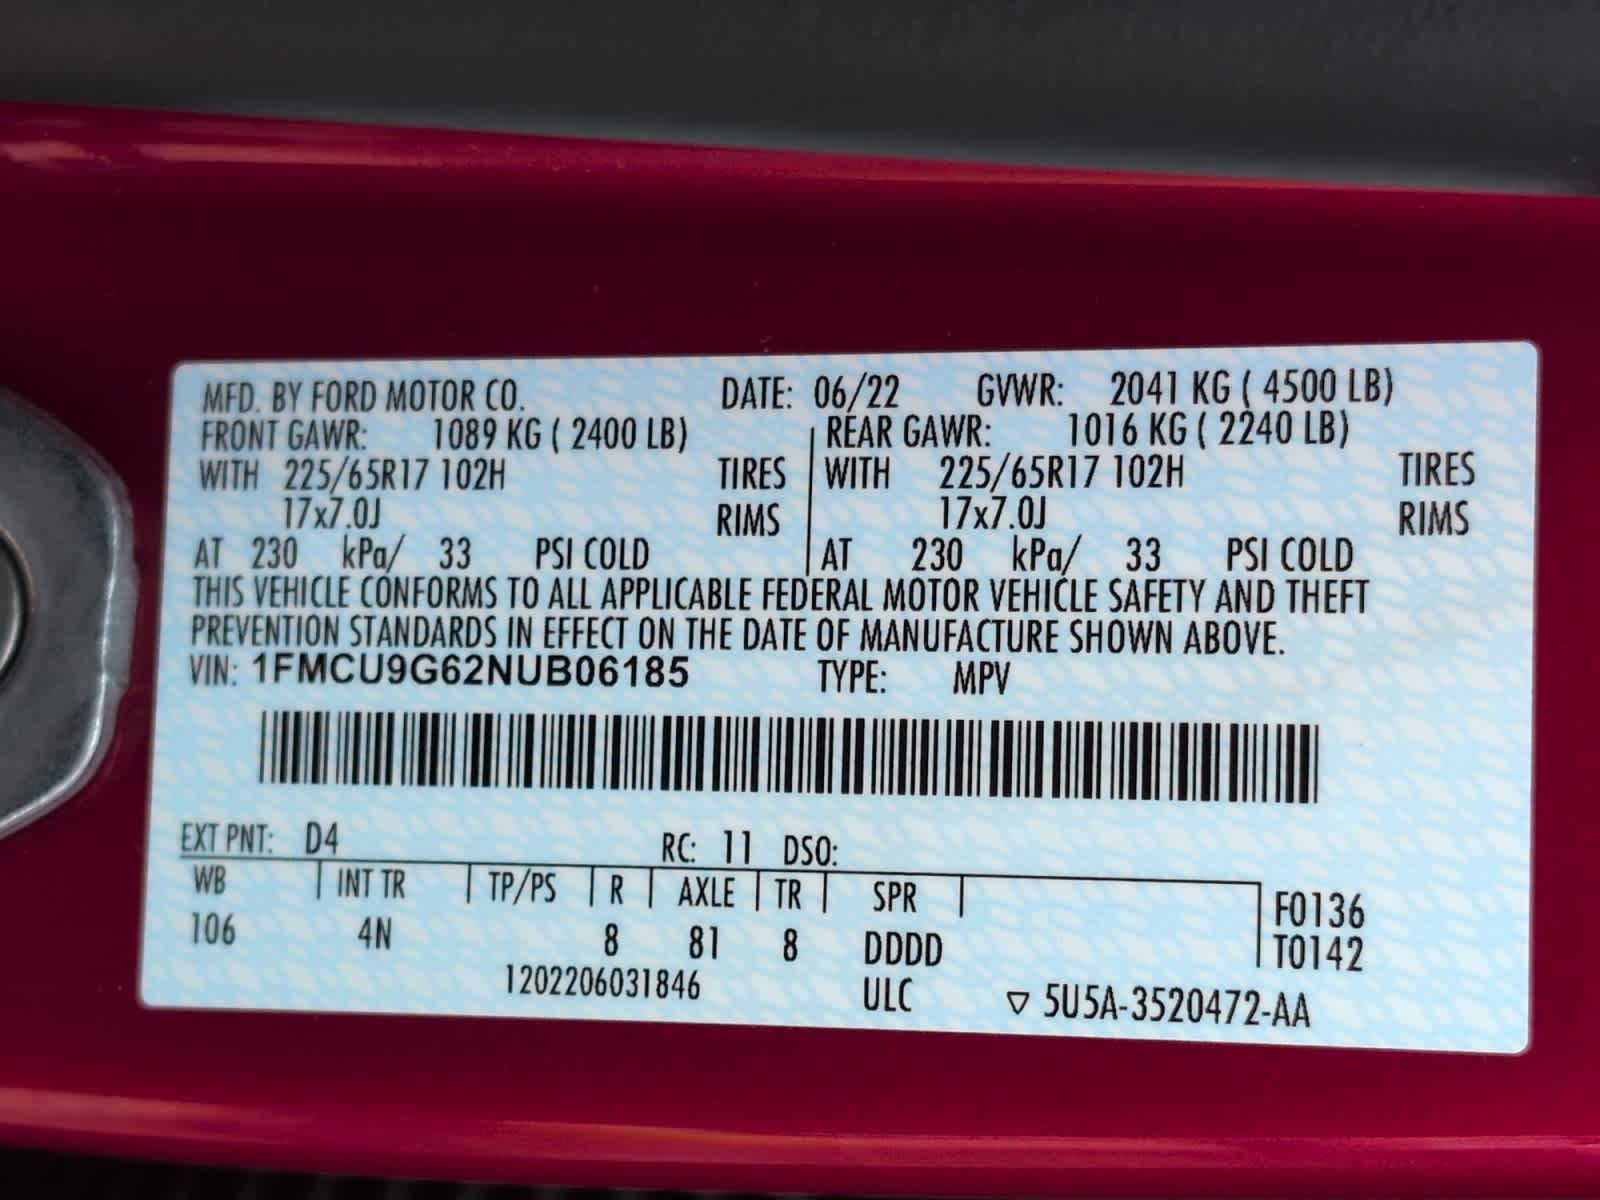 MFD. BY FORD MOTOR CO. DATE: 06/22 GVWR: 2041 KG ( 4500 LB)
FRONT GAWR: 1089 KG ( 2400 LB) REAR GAWR: 1016 KG ( 2240 LB)
WITH 225/65R17 102H TIRES WITH 225/65R17 102H TIRES
17x7.0J RIMS 17x7.0J RIMS
AT 230 kPa/ 33 PSI COLD AT 230 kPa/ 33 PSI COLD
THIS VEHICLE CONFORMS TO ALL APPLICABLE FEDERAL MOTOR VEHICLE SAFETY AND THEFT
PREVENTION STANDARDS IN EFFECT ON THE DATE OF MANUFACTURE SHOWN ABOVE.
VIN: 1FMCU9G62NUB06185 TYPE: MPV
EXT PNT: D4 RC: 11 DSO:
WB INT TR TP/PS R AXLE TR SPR F0136
106 4N 8 81 8 DDDD T0142
1202206031846 ULC ▽ 5U5A-3520472-AA